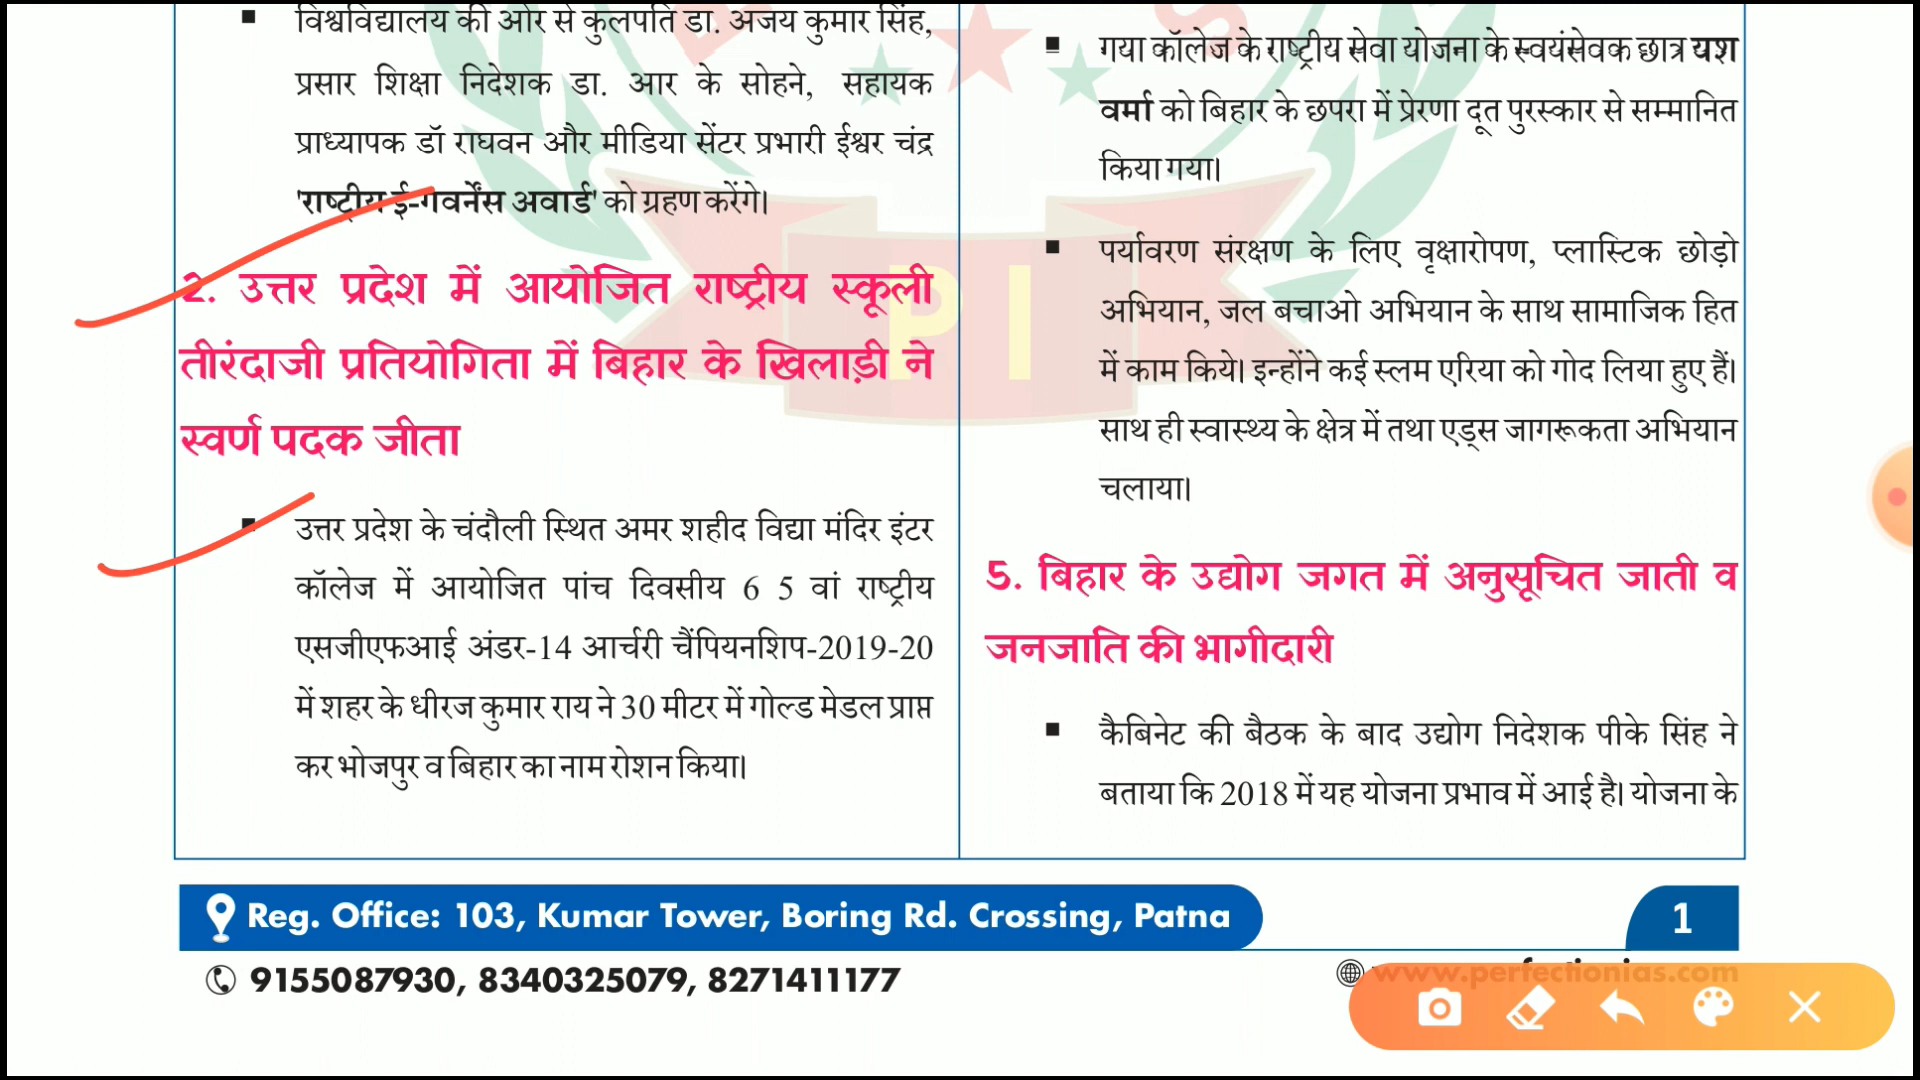 विश्वविद्यालय की ओर से कुलपति डा. अजय कुमार सिंह,
प्रसार शिक्षा निदेशक डा. आर के सोहने, सहायक
प्राध्यापक डॉ राघवन और मीडिया सेंटर प्रभारी ईश्वर चंद्र
'राष्ट्रीय ई-गवर्नेंस अवार्ड' को ग्रहण करेंगे।
2. उत्तर प्रदेश में आयोजित राष्ट्रीय स्कूली
तीरंदाजी प्रतियोगिता में बिहार के खिलाड़ी ने
स्वर्ण पदक जीता
उत्तर प्रदेश के चंदौली स्थित अमर शहीद विद्या मंदिर इंटर
कॉलेज में आयोजित पांच दिवसीय 6 5 वां राष्ट्रीय
एसजीएफआई अंडर-14 आर्चरी चैंपियनशिप-2019-20
में शहर के धीरज कुमार राय ने 30 मीटर में गोल्ड मेडल प्राप्त
कर भोजपुर व बिहार का नाम रोशन किया।
गया कॉलेज के राष्ट्रीय सेवा योजना के स्वयंसेवक छात्र यश
वर्मा को बिहार के छपरा में प्रेरणा दूत पुरस्कार से सम्मानित
किया गया।
पर्यावरण संरक्षण के लिए वृक्षारोपण, प्लास्टिक छोड़ो
अभियान, जल बचाओ अभियान के साथ सामाजिक हित
में काम किये। इन्होंने कई स्लम एरिया को गोद लिया हुए हैं।
साथ ही स्वास्थ्य के क्षेत्र में तथा एड्स जागरूकता अभियान
चलाया।
5. बिहार के उद्योग जगत में अनुसूचित जाती व
जनजाति की भागीदारी
कैबिनेट की बैठक के बाद उद्योग निदेशक पीके सिंह ने
बताया कि 2018 में यह योजना प्रभाव में आई है। योजना के
P I
Reg. Office: 103, Kumar Tower, Boring Rd. Crossing, Patna
1
9155087930, 8340325079, 8271411177
www.perfectionias.com